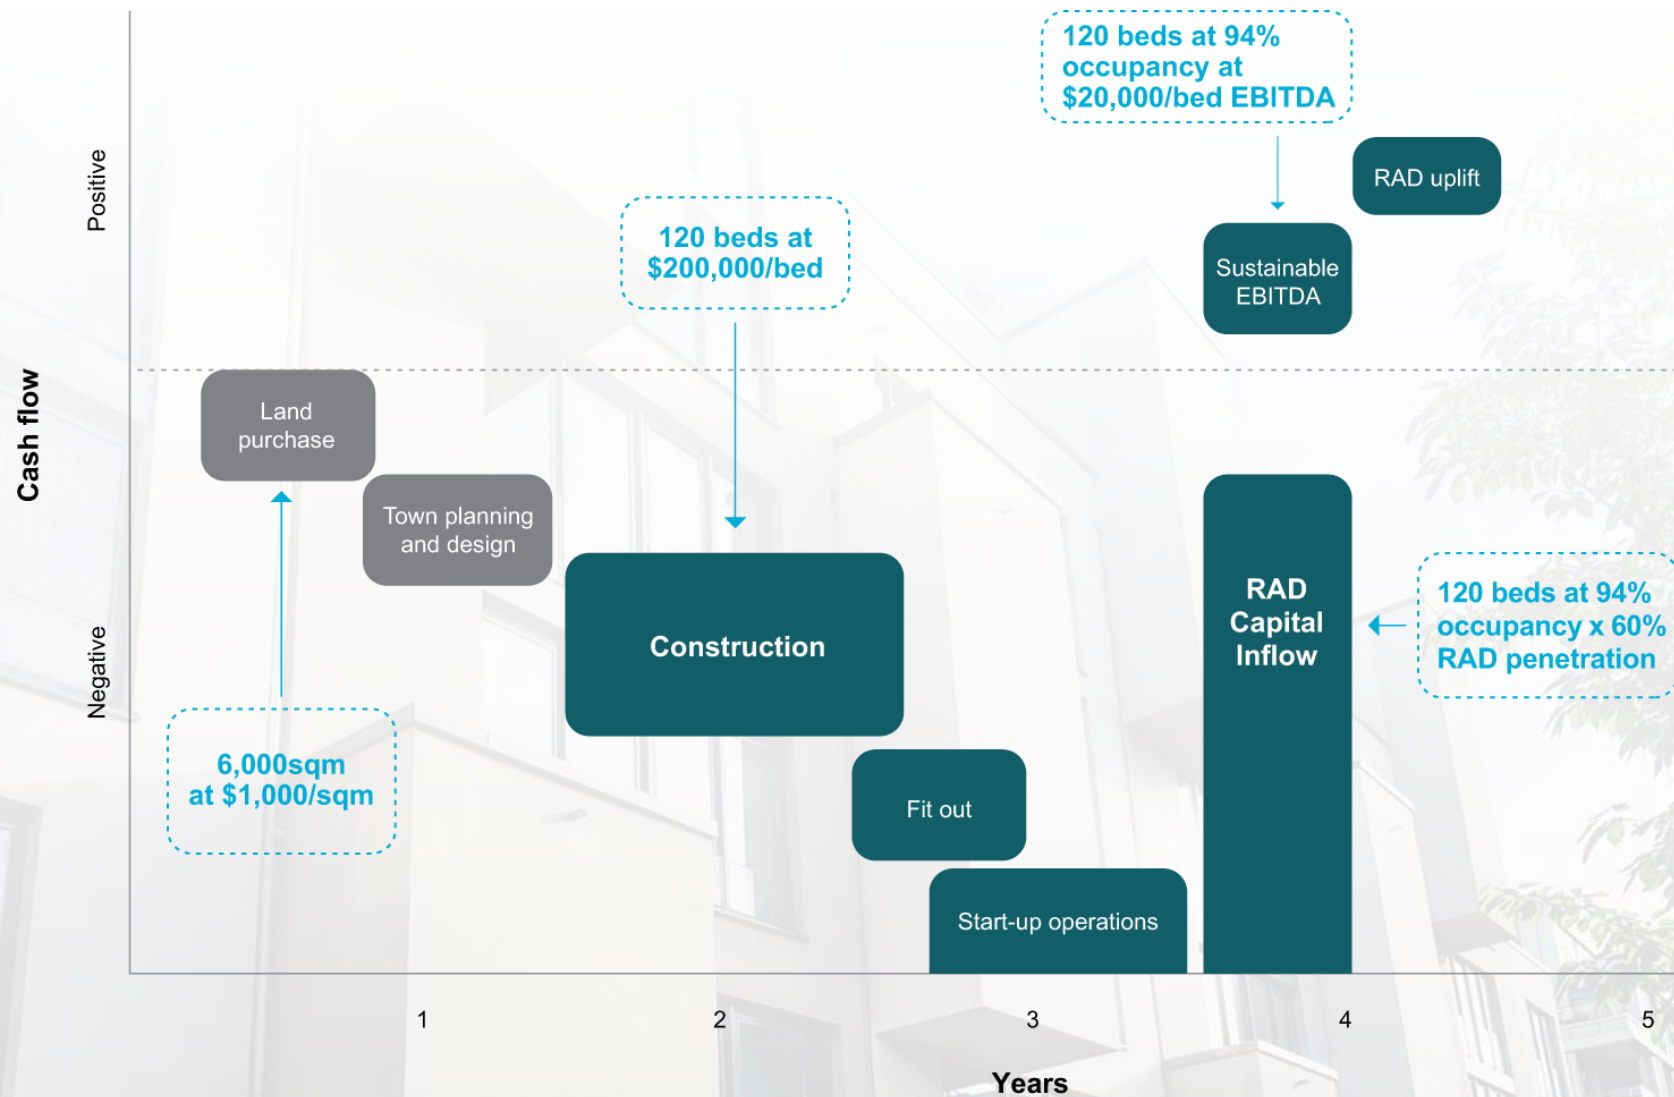 120 beds at 94%
occupancy at
$20,000/bed EBITDA
RAD uplift
Positive
120 beds at
$200,000/bed
Sustainable
EBITDA
Cash flow
Land
purchase
Town planning
and design
Negative
Construction
RAD
Capital
Inflow
120 beds at 94%
occupancy x 60%
RAD penetration
6,000sqm
at $1,000/sqm
Fit out
Start-up operations
1
2
3
4
5
Years